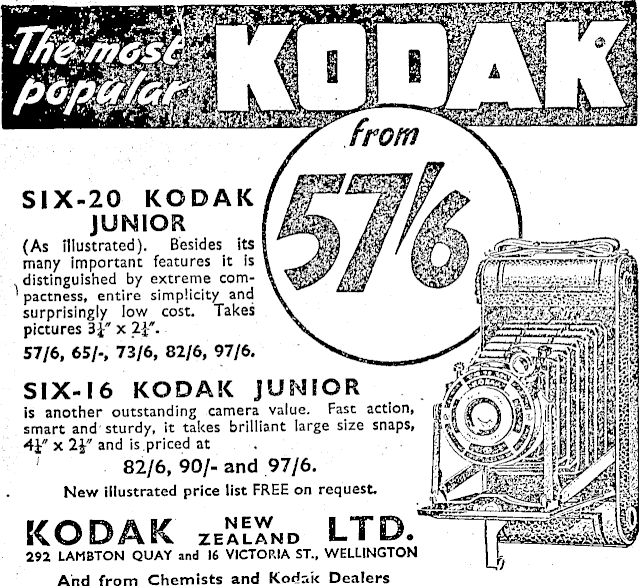 The most popular KODAK
from
57/6
SIX-20 KODAK
JUNIOR
(As illustrated). Besides its
many important features it is
distinguished by extreme com-
pactness, entire simplicity and
surprisingly low cost. Takes
pictures 3¼″ x 2¼″.
57/6, 65/-, 73/6, 82/6, 97/6.
SIX-16 KODAK JUNIOR
is another outstanding camera value. Fast action,
smart and sturdy, it takes brilliant large size snaps,
4¼″ x 2½″ and is priced at
82/6, 90/- and 97/6.
New illustrated price list FREE on request.
KODAK NEW ZEALAND LTD.
292 LAMBTON QUAY and 16 VICTORIA ST., WELLINGTON
And from Chemists and Kodak Dealers